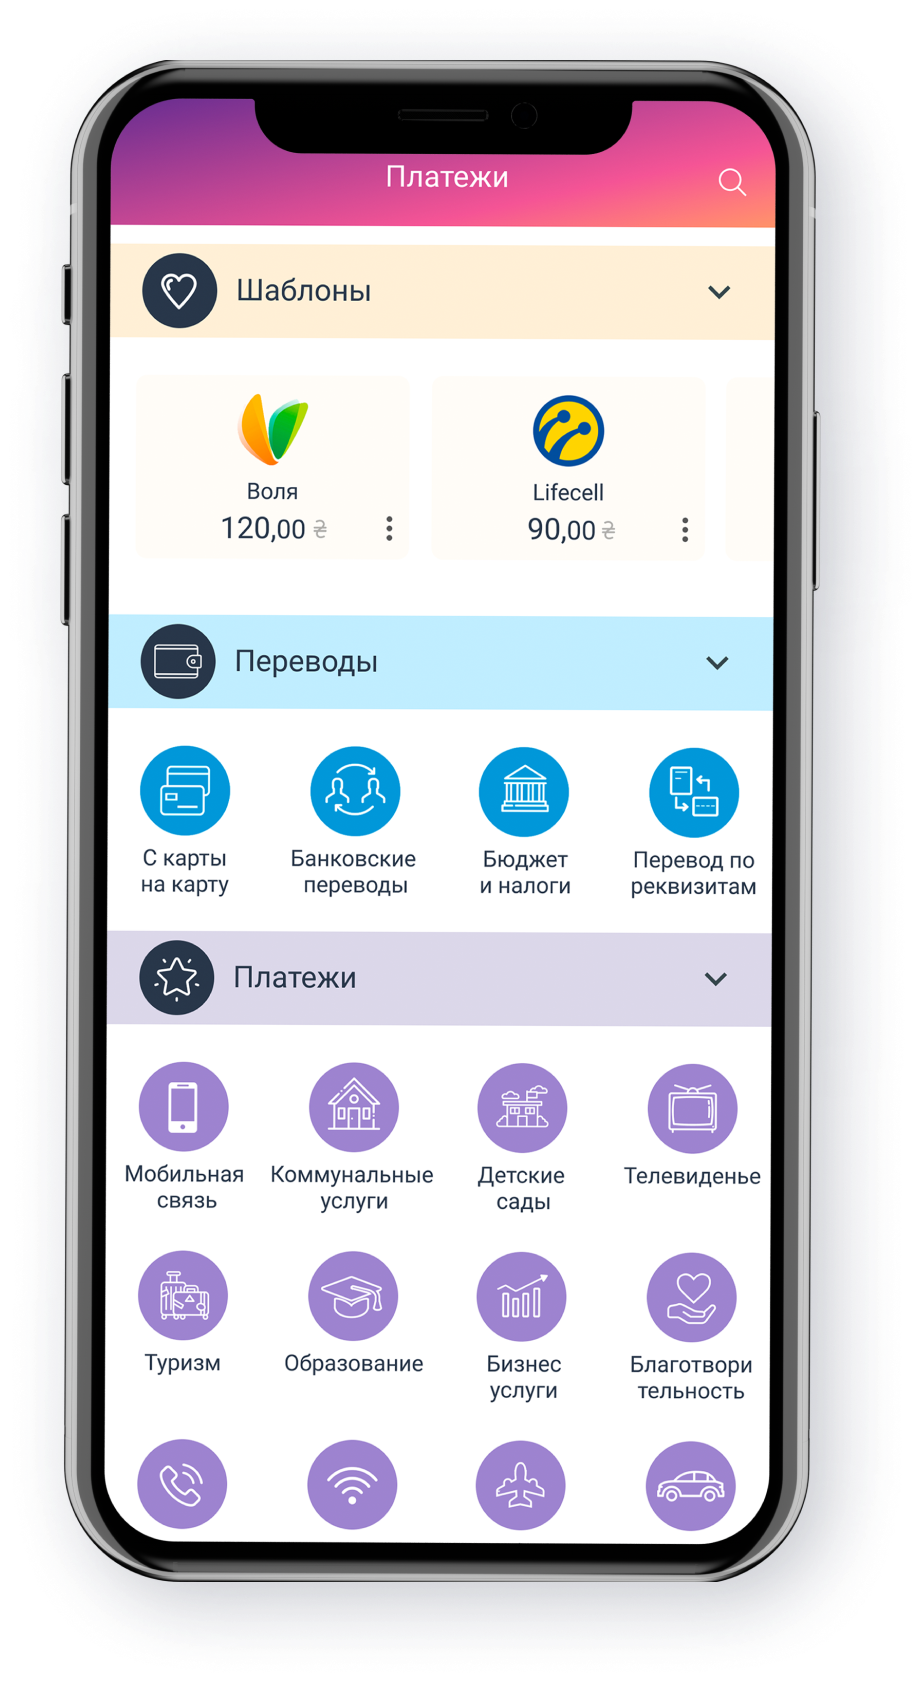 Платежи
Шаблоны
Воля
Lifecell
120,00 ₴
90,00 ₴
Переводы
С карты
на карту
Банковские
переводы
Бюджет
и налоги
Перевод по
реквизитам
Платежи
Мобильная
связь
Коммунальные
услуги
Детские
сады
Телевиденье
Туризм
Образование
Бизнес
услуги
Благотвори
тельность